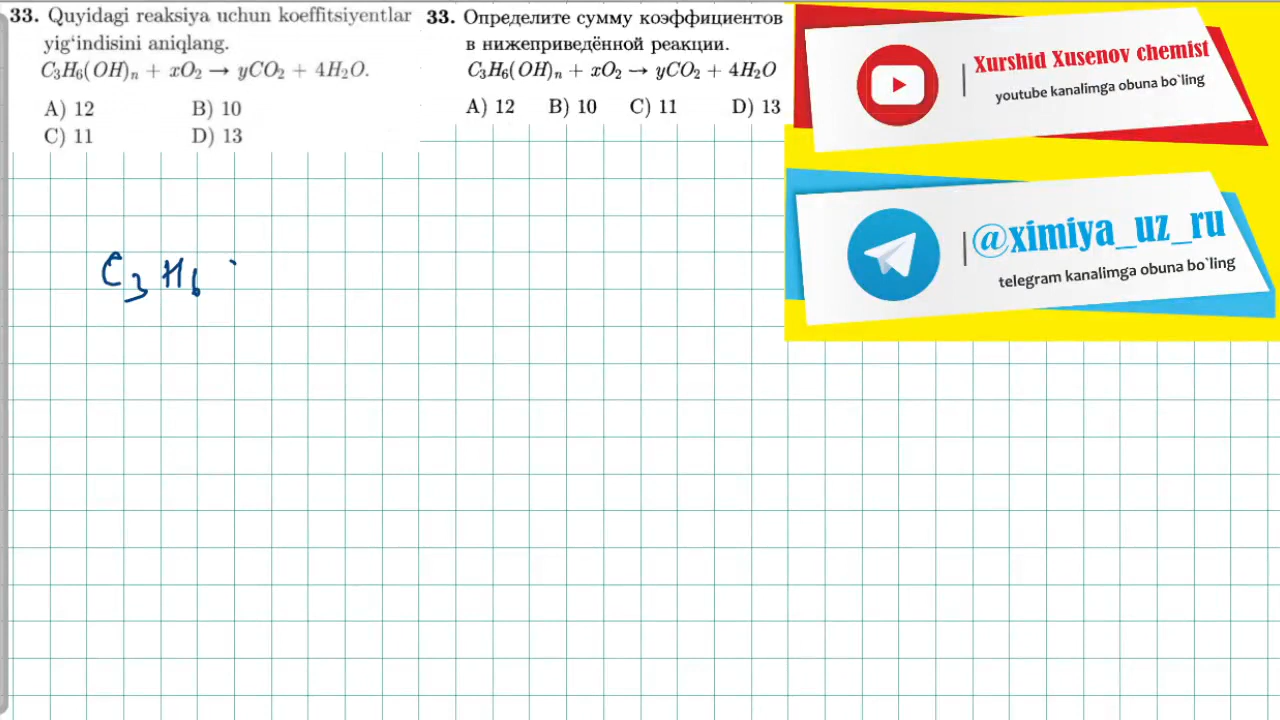 33. Quyidagi reaksiya uchun koeffitsiyentlar
yig‘indisini aniqlang.
C₃H₆(OH)ₙ + xO₂ → yCO₂ + 4H₂O.
A) 12 B) 10
C) 11 D) 13
33. Определите сумму коэффициентов
в нижеприведённой реакции.
C₃H₆(OH)ₙ + xO₂ → yCO₂ + 4H₂O
A) 12 B) 10 C) 11 D) 13
Xurshid Xusenov chemist
youtube kanalimga obuna bo`ling
@ximiya_uz_ru
telegram kanalimga obuna bo`ling
C₃H₆